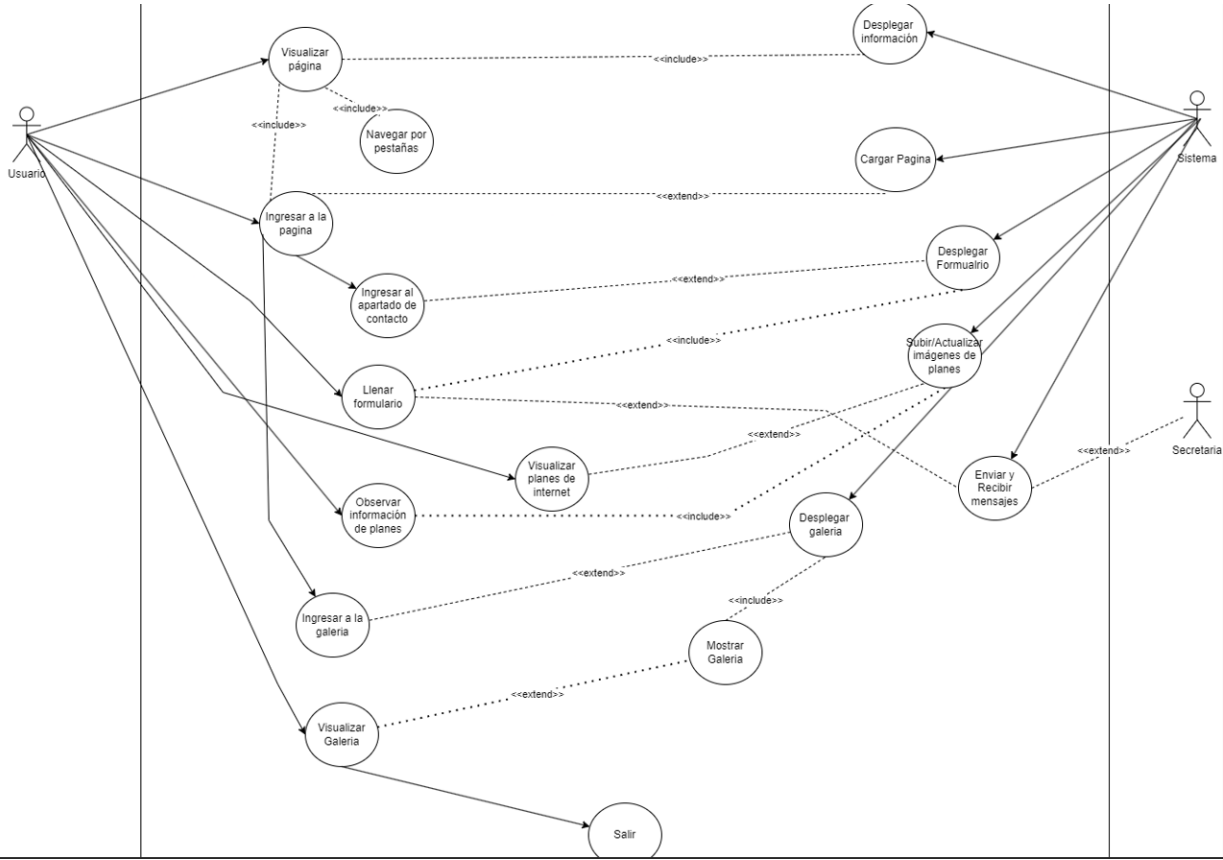 Desplegar
información
Visualizar
página
<<include>>
<<include>>
<<include>>
Navegar por
pestañas
Usuario
Cargar Pagina
Sistema
<<extend>>
Ingresar a la
pagina
Desplegar
Formualrio
<<extend>>
Ingresar al
apartado de
contacto
<<include>>
Subir/Actualizar
imágenes de
planes
Llenar
formulario
<<extend>>
<<extend>>
<<extend>>
Secretaria
Visualizar
planes de
internet
Enviar y
Recibir
mensajes
Observar
información
de planes
<<include>>
Desplegar
galeria
<<extend>>
<<include>>
Ingresar a la
galeria
Mostrar
Galeria
<<extend>>
Visualizar
Galeria
Salir